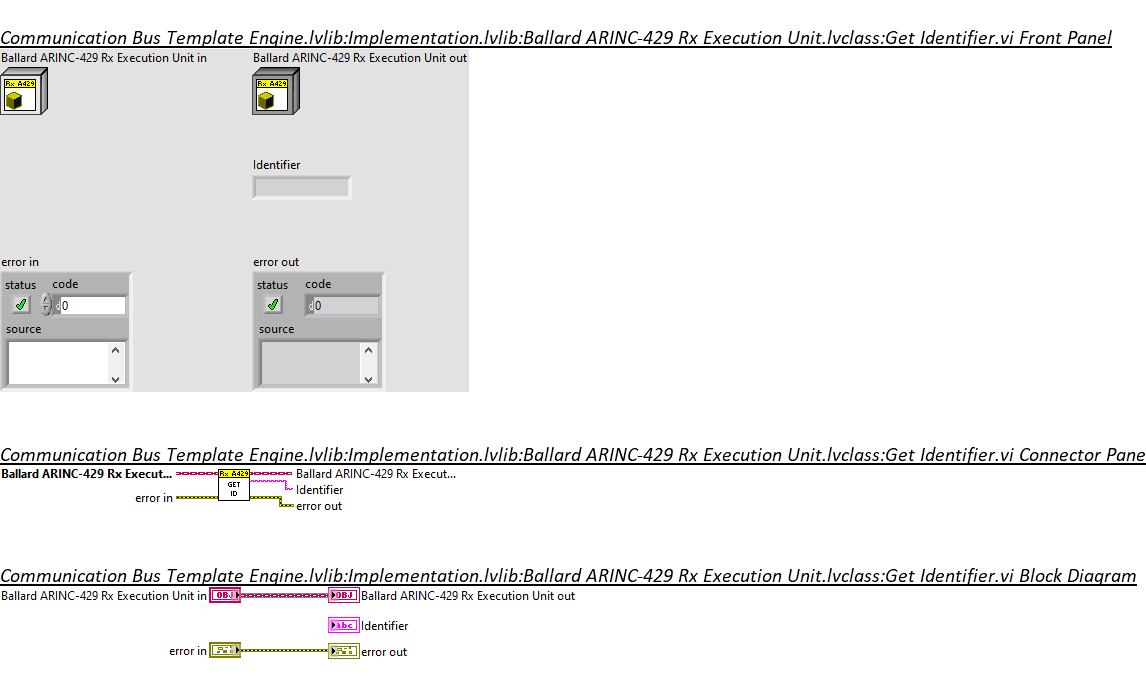 Communication Bus Template Engine.lvlib:Implementation.lvlib:Ballard ARINC-429 Rx Execution Unit.lvclass:Get Identifier.vi Front Panel
Ballard ARINC-429 Rx Execution Unit in
Ballard ARINC-429 Rx Execution Unit out
Rx A429
Rx A429
Identifier
error in
error out
status code
status code
d 0
d 0
source
source
Communication Bus Template Engine.lvlib:Implementation.lvlib:Ballard ARINC-429 Rx Execution Unit.lvclass:Get Identifier.vi Connector Pane
Ballard ARINC-429 Rx Execut...
Rx A429
GET
ID
Ballard ARINC-429 Rx Execut...
Identifier
error in
error out
Communication Bus Template Engine.lvlib:Implementation.lvlib:Ballard ARINC-429 Rx Execution Unit.lvclass:Get Identifier.vi Block Diagram
Ballard ARINC-429 Rx Execution Unit in
OBJ
OBJ
Ballard ARINC-429 Rx Execution Unit out
abc
Identifier
error in
error out